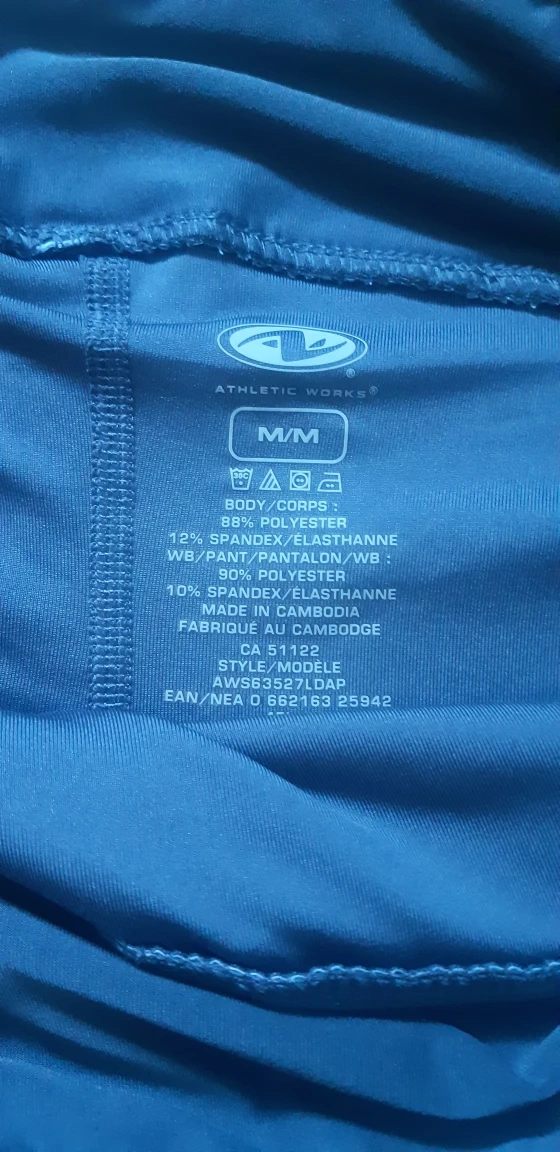 ATHLETIC WORKS®
M/M
30C
BODY/CORPS :
88% POLYESTER
12% SPANDEX/ÉLASTHANNE
WB/PANT/PANTALON/WB :
90% POLYESTER
10% SPANDEX/ÉLASTHANNE
MADE IN CAMBODIA
FABRIQUÉ AU CAMBODGE
CA 51122
STYLE/MODÈLE
AWS63527LDAP
EAN/NEA 0 662163 25942